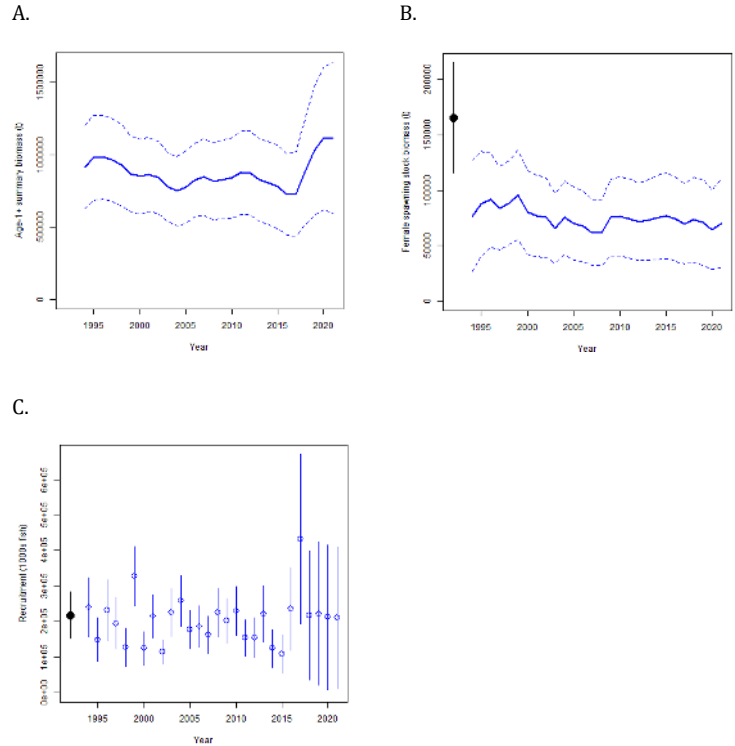 A.
Age-1+ summary biomass (t)
1500000
1000000
500000
0
1995 2000 2005 2010 2015 2020
Year
B.
Female spawning stock biomass (t)
200000
150000
100000
50000
0
1995 2000 2005 2010 2015 2020
Year
C.
Recruitment (1000s fish)
6e+05
5e+05
4e+05
3e+05
2e+05
1e+05
0e+00
1995 2000 2005 2010 2015 2020
Year